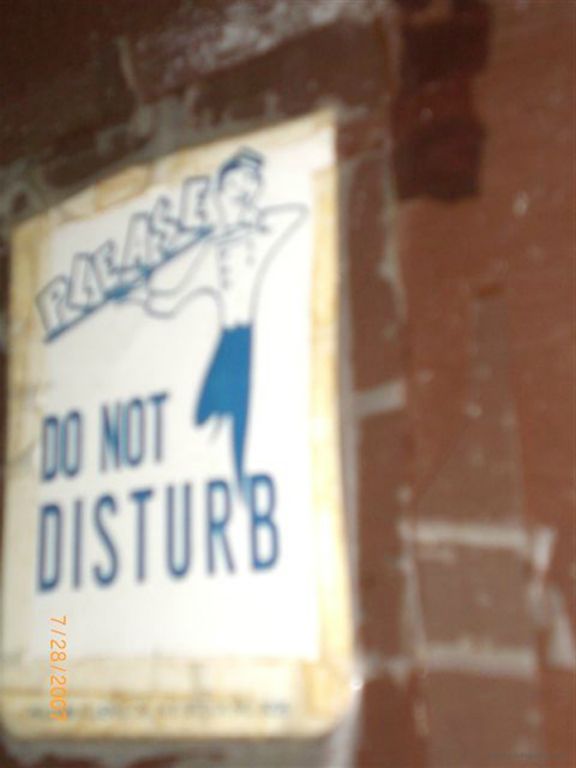 PLEASE
DO NOT
DISTURB
7/28/2007